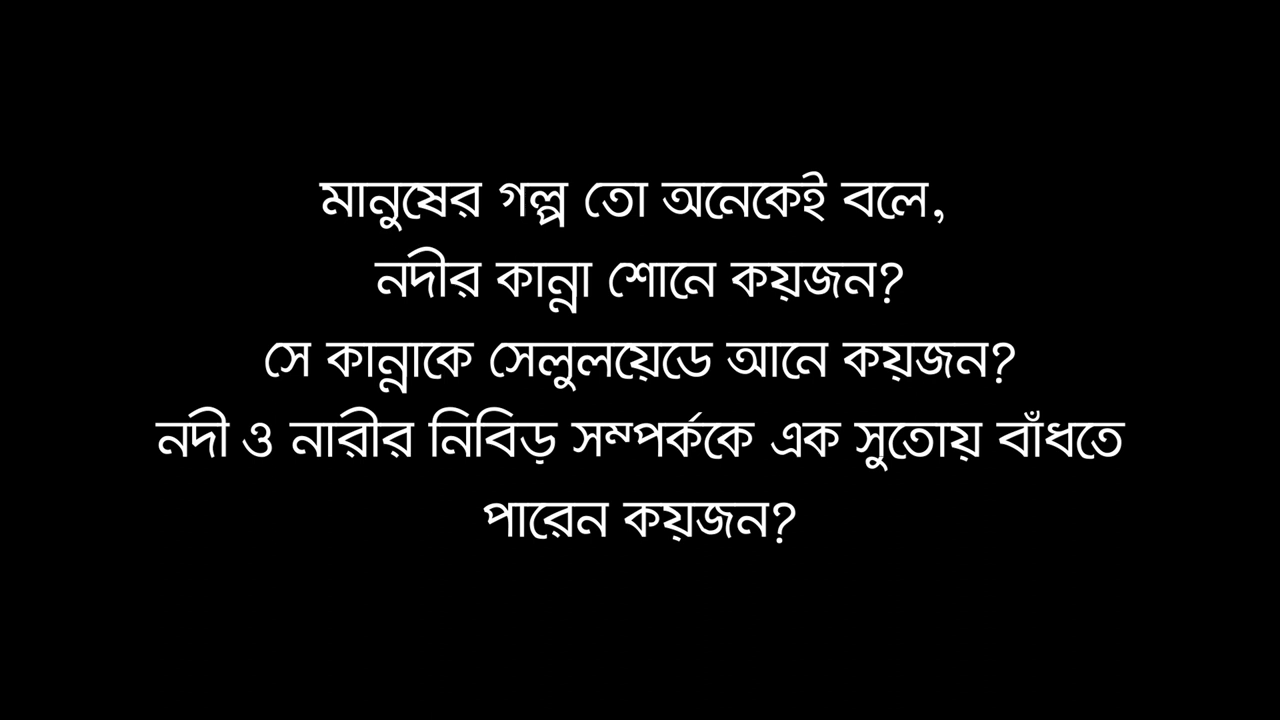 মানুষের গল্প তো অনেকেই বলে,
নদীর কান্না শোনে কয়জন?
সে কান্নাকে সেলুলয়েডে আনে কয়জন?
নদী ও নারীর নিবিড় সম্পর্ককে এক সুতোয় বাঁধতে
পারেন কয়জন?